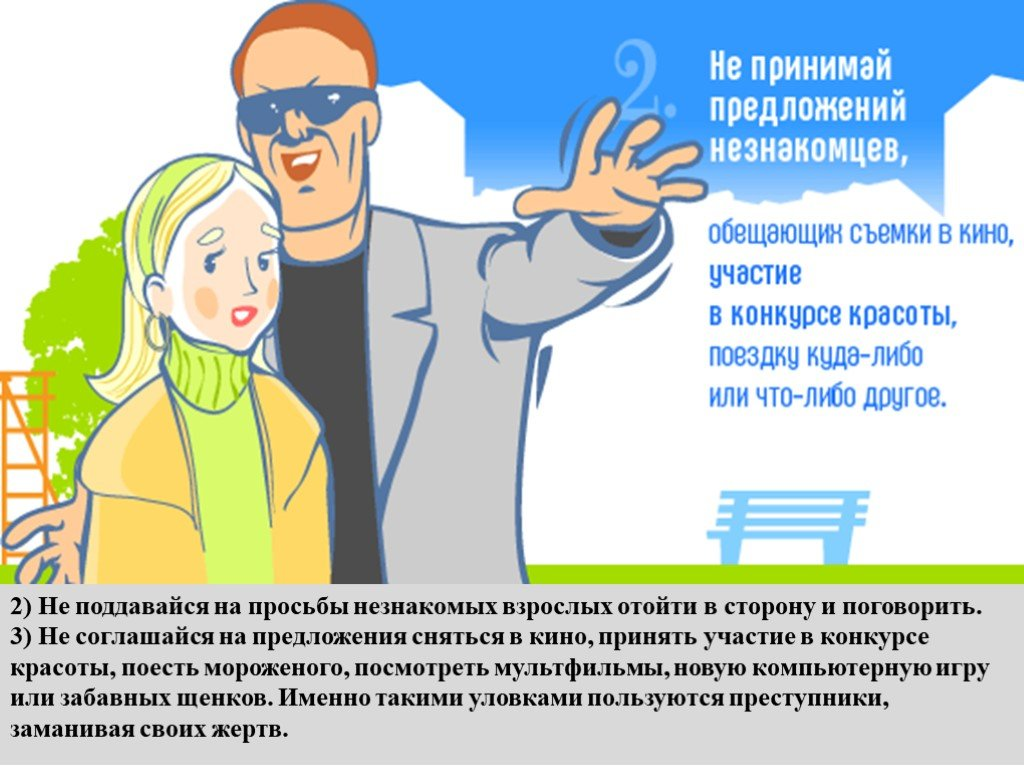 2.
Не принимай
предложений
незнакомцев,
обещающих съемки в кино,
участие
в конкурсе красоты,
поездку куда-либо
или что-либо другое.
2) Не поддавайся на просьбы незнакомых взрослых отойти в сторону и поговорить.
3) Не соглашайся на предложения сняться в кино, принять участие в конкурсе
красоты, поесть мороженого, посмотреть мультфильмы, новую компьютерную игру
или забавных щенков. Именно такими уловками пользуются преступники,
заманивая своих жертв.